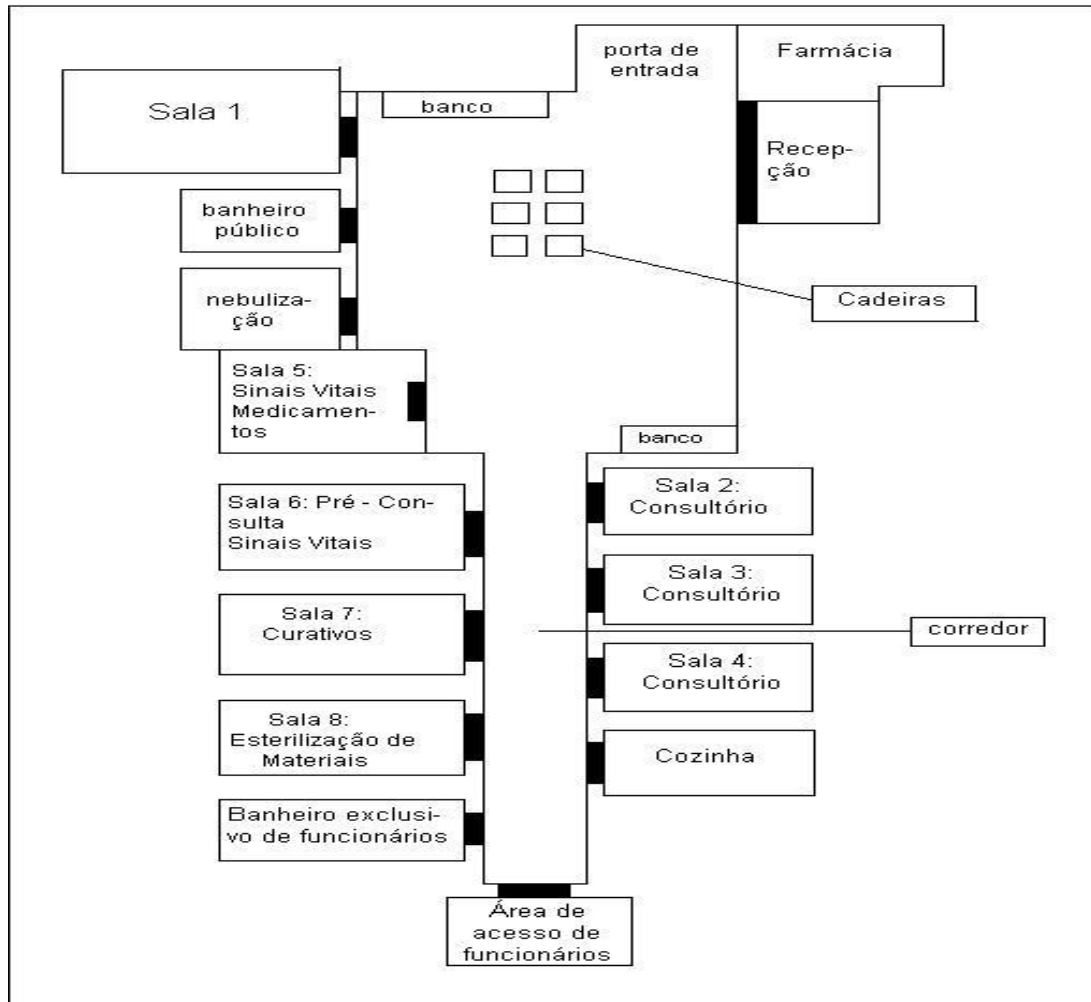 porta de
entrada
Farmácia
Sala 1
banco
Recep-
ção
banheiro
público
nebuliza-
ção
Cadeiras
Sala 5:
Sinais Vitais
Medicamen-
tos
banco
Sala 6: Pré - Con-
sulta
Sinais Vitais
Sala 2:
Consultório
Sala 3:
Consultório
Sala 7:
Curativos
corredor
Sala 4:
Consultório
Sala 8:
Esterilização de
Materiais
Cozinha
Banheiro exclusi-
vo de funcionários
Área de
acesso de
funcionários